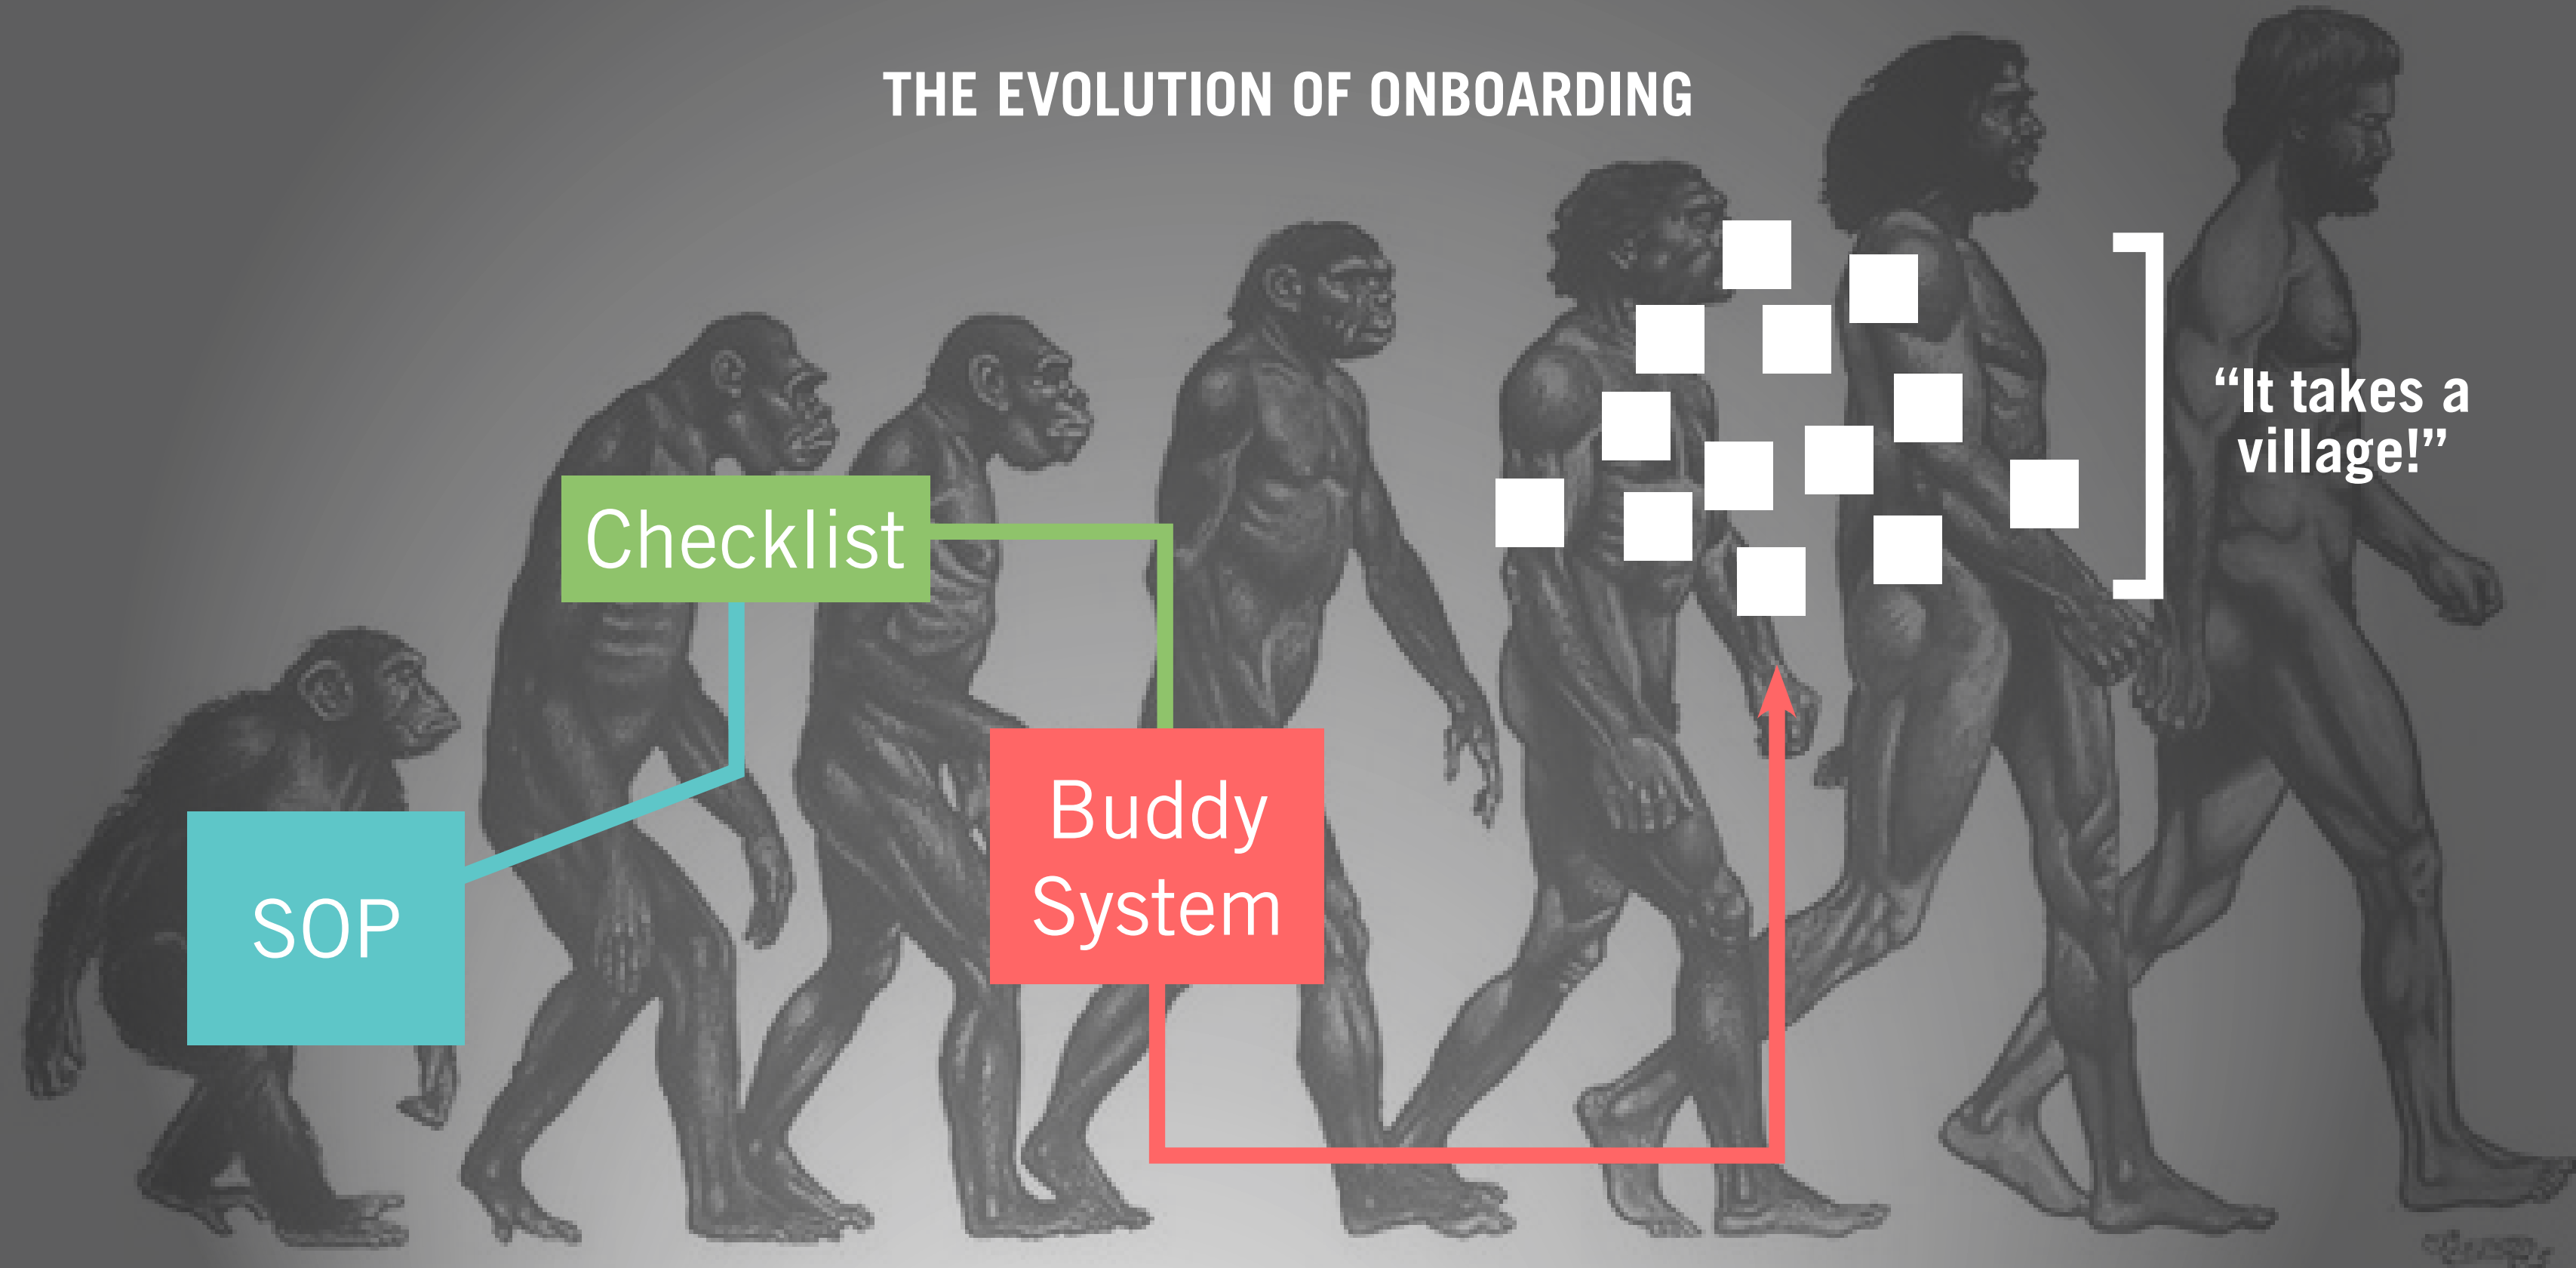 THE EVOLUTION OF ONBOARDING
“It takes a
village!”
Checklist
Buddy
System
SOP